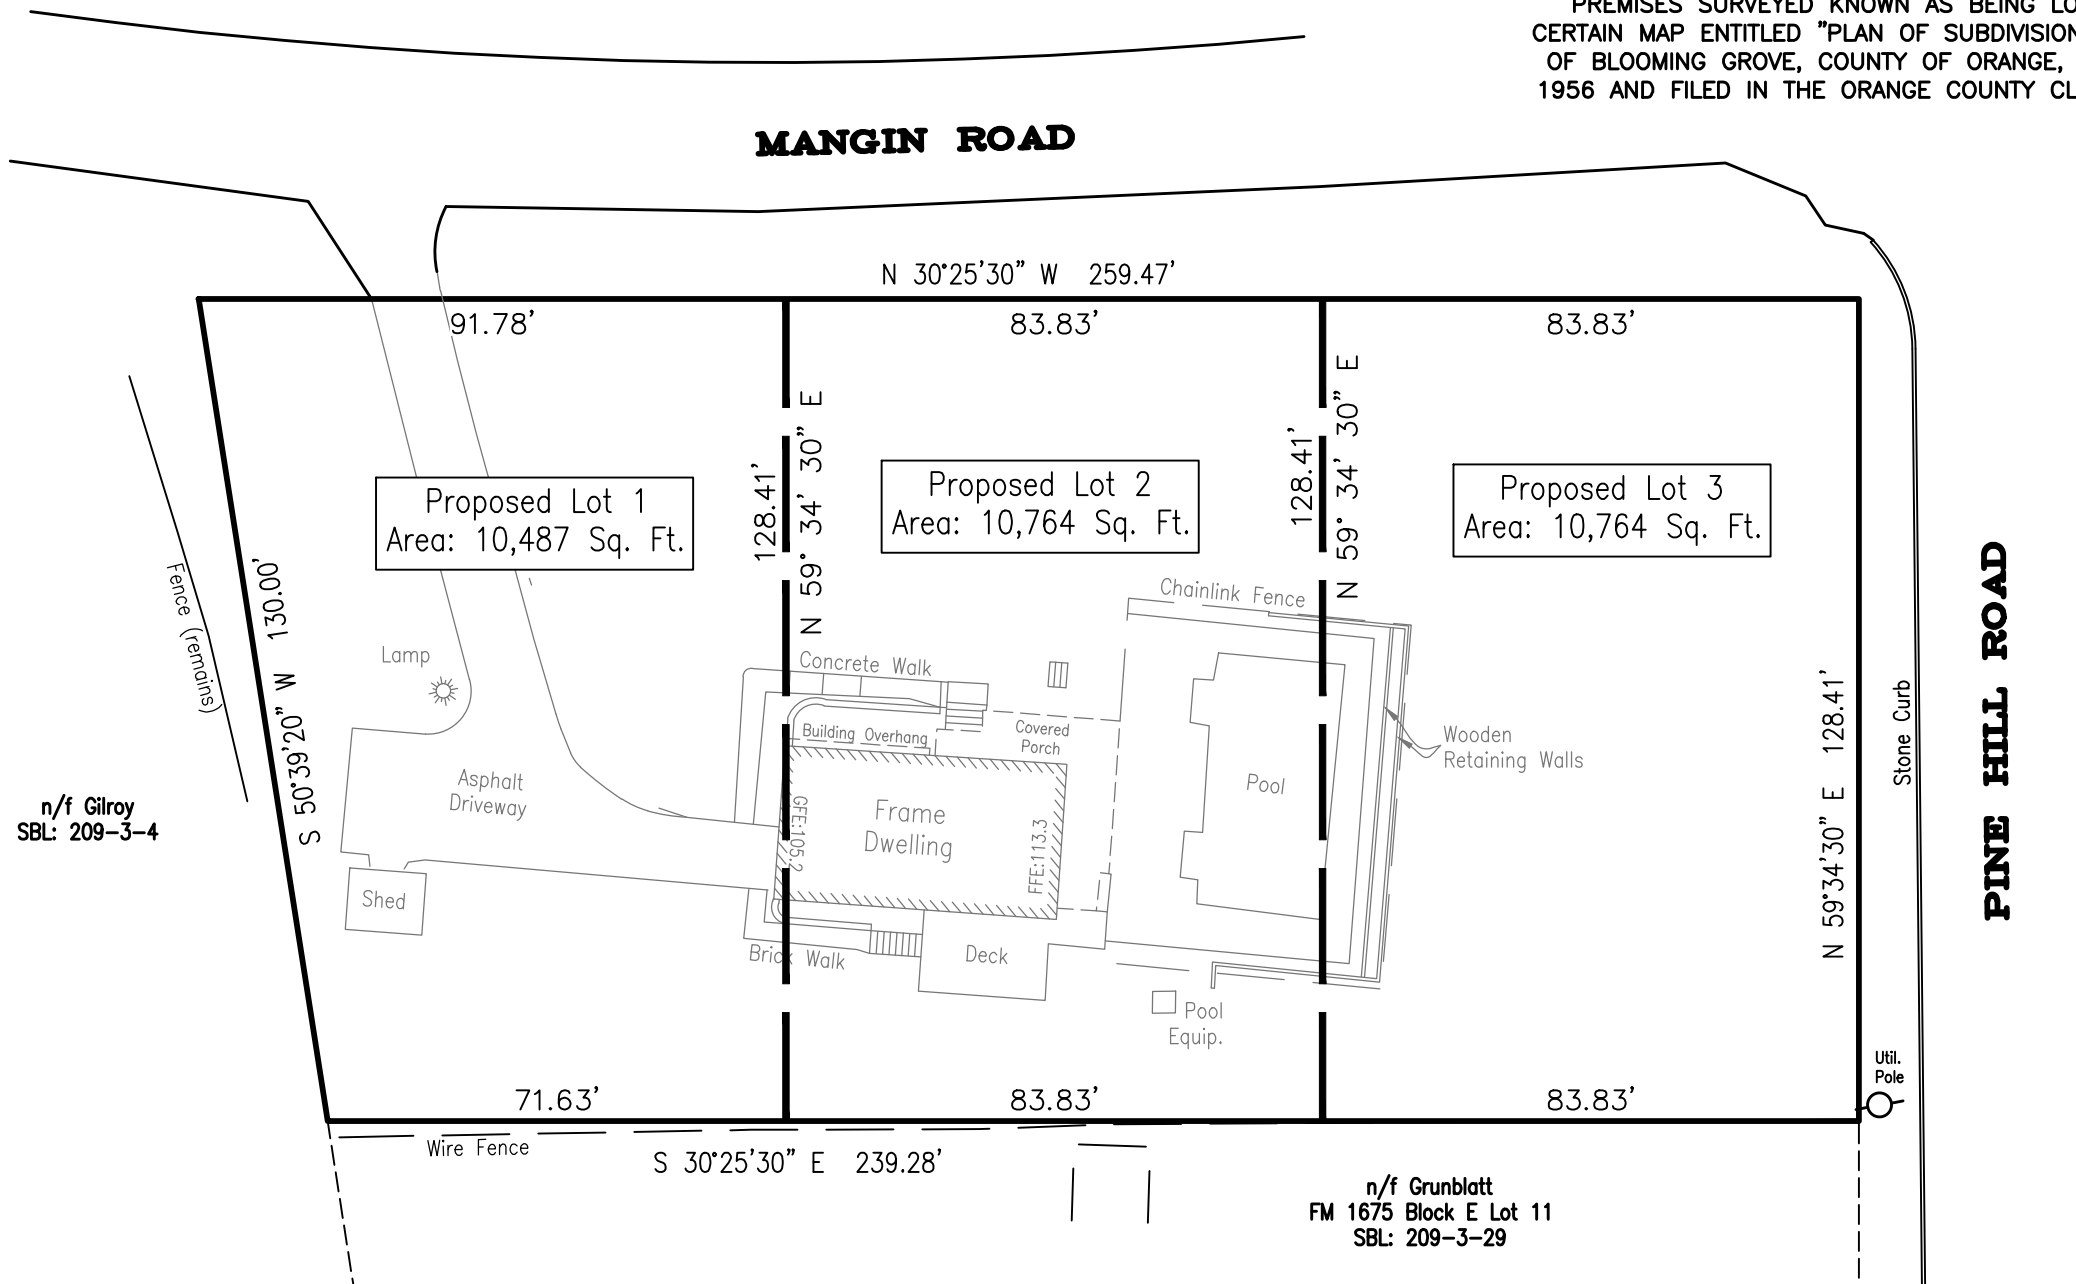 PREMISES SURVEYED KNOWN AS BEING LO
CERTAIN MAP ENTITLED "PLAN OF SUBDIVISION
OF BLOOMING GROVE, COUNTY OF ORANGE,
1956 AND FILED IN THE ORANGE COUNTY CL
MANGIN ROAD
N 30°25'30" W 259.47'
91.78'
83.83'
83.83'
Proposed Lot 1
Area: 10,487 Sq. Ft.
128.41'
N 59° 34' 30" E
Proposed Lot 2
Area: 10,764 Sq. Ft.
128.41'
N 59° 34' 30" E
Proposed Lot 3
Area: 10,764 Sq. Ft.
PINE HILL ROAD
Fence (remains)
S 50°39'20" W 130.00'
Lamp
Chainlink Fence
Concrete Walk
Building Overhang
Covered
Porch
Wooden
Retaining Walls
N 59°34'30" E 128.41'
Stone Curb
Asphalt
Driveway
GFE:105.2
Frame
Dwelling
FFE:113.3
Pool
n/f Gilroy
SBL: 209-3-4
Shed
Brick Walk
Deck
Pool
Equip.
Util.
Pole
71.63'
83.83'
83.83'
Wire Fence
S 30°25'30" E 239.28'
n/f Grunblatt
FM 1675 Block E Lot 11
SBL: 209-3-29